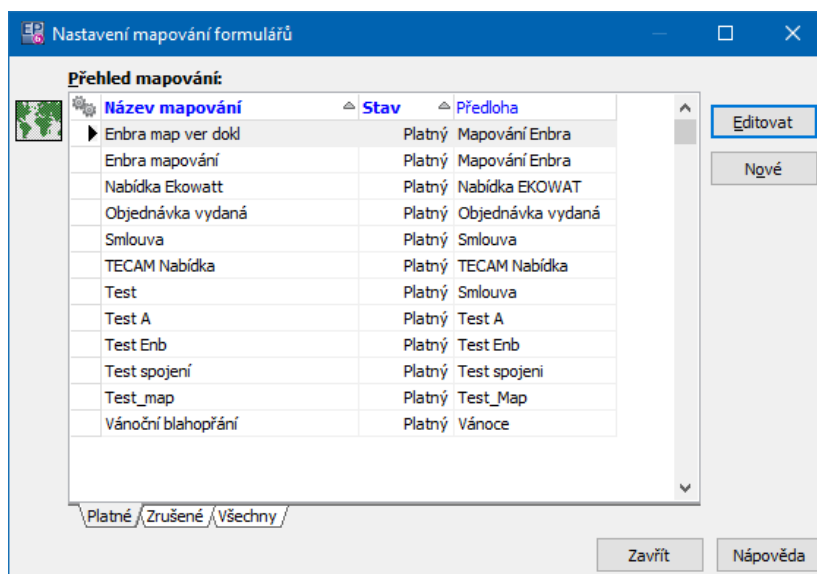 Nastavení mapování formulářů
Přehled mapování:
Název mapování Stav Předloha
Enbra map ver dokl Platný Mapování Enbra
Enbra mapování Platný Mapování Enbra
Nabídka Ekowatt Platný Nabídka EKOWAT
Objednávka vydaná Platný Objednávka vydaná
Smlouva Platný Smlouva
TECAM Nabídka Platný TECAM Nabídka
Test Platný Smlouva
Test A Platný Test A
Test Enb Platný Test Enb
Test spojení Platný Test spojeni
Test_map Platný Test_Map
Vánoční blahopřání Platný Vánoce
Editovat
Nové
Platné Zrušené Všechny
Zavřít Nápověda